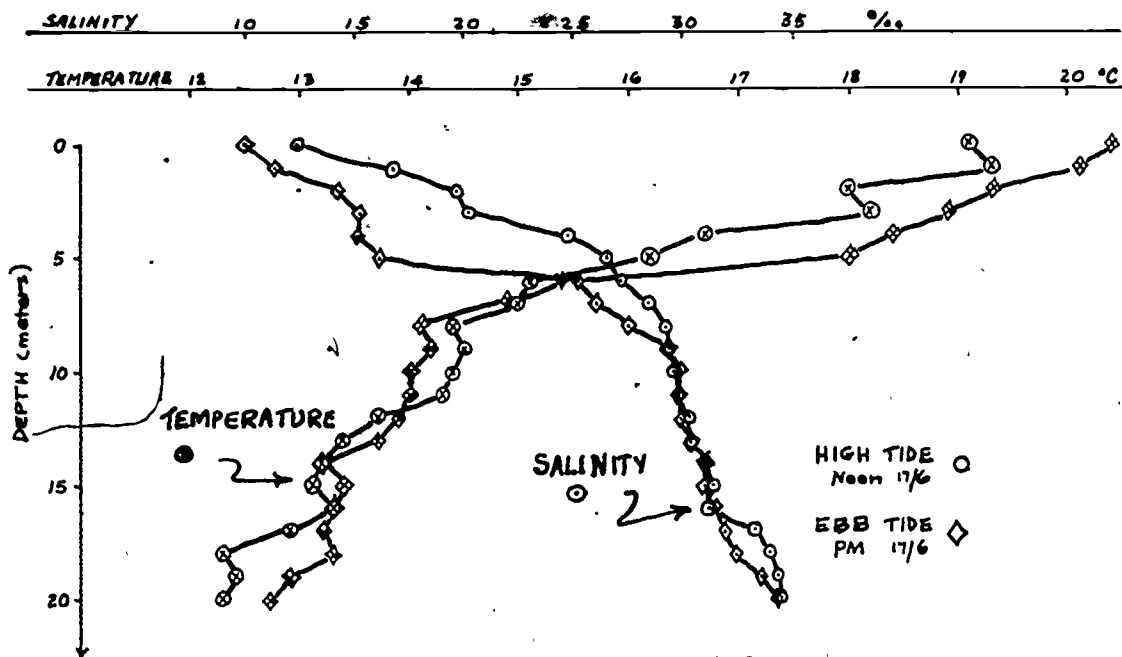 SALINITY 10 15 20 25 30 35 ‰
TEMPERATURE 12 13 14 15 16 17 18 19 20 °C
0
5
10
15
20
DEPTH (meters)
TEMPERATURE
SALINITY
HIGH TIDE
Noon 17/6
EBB TIDE
PM 17/6